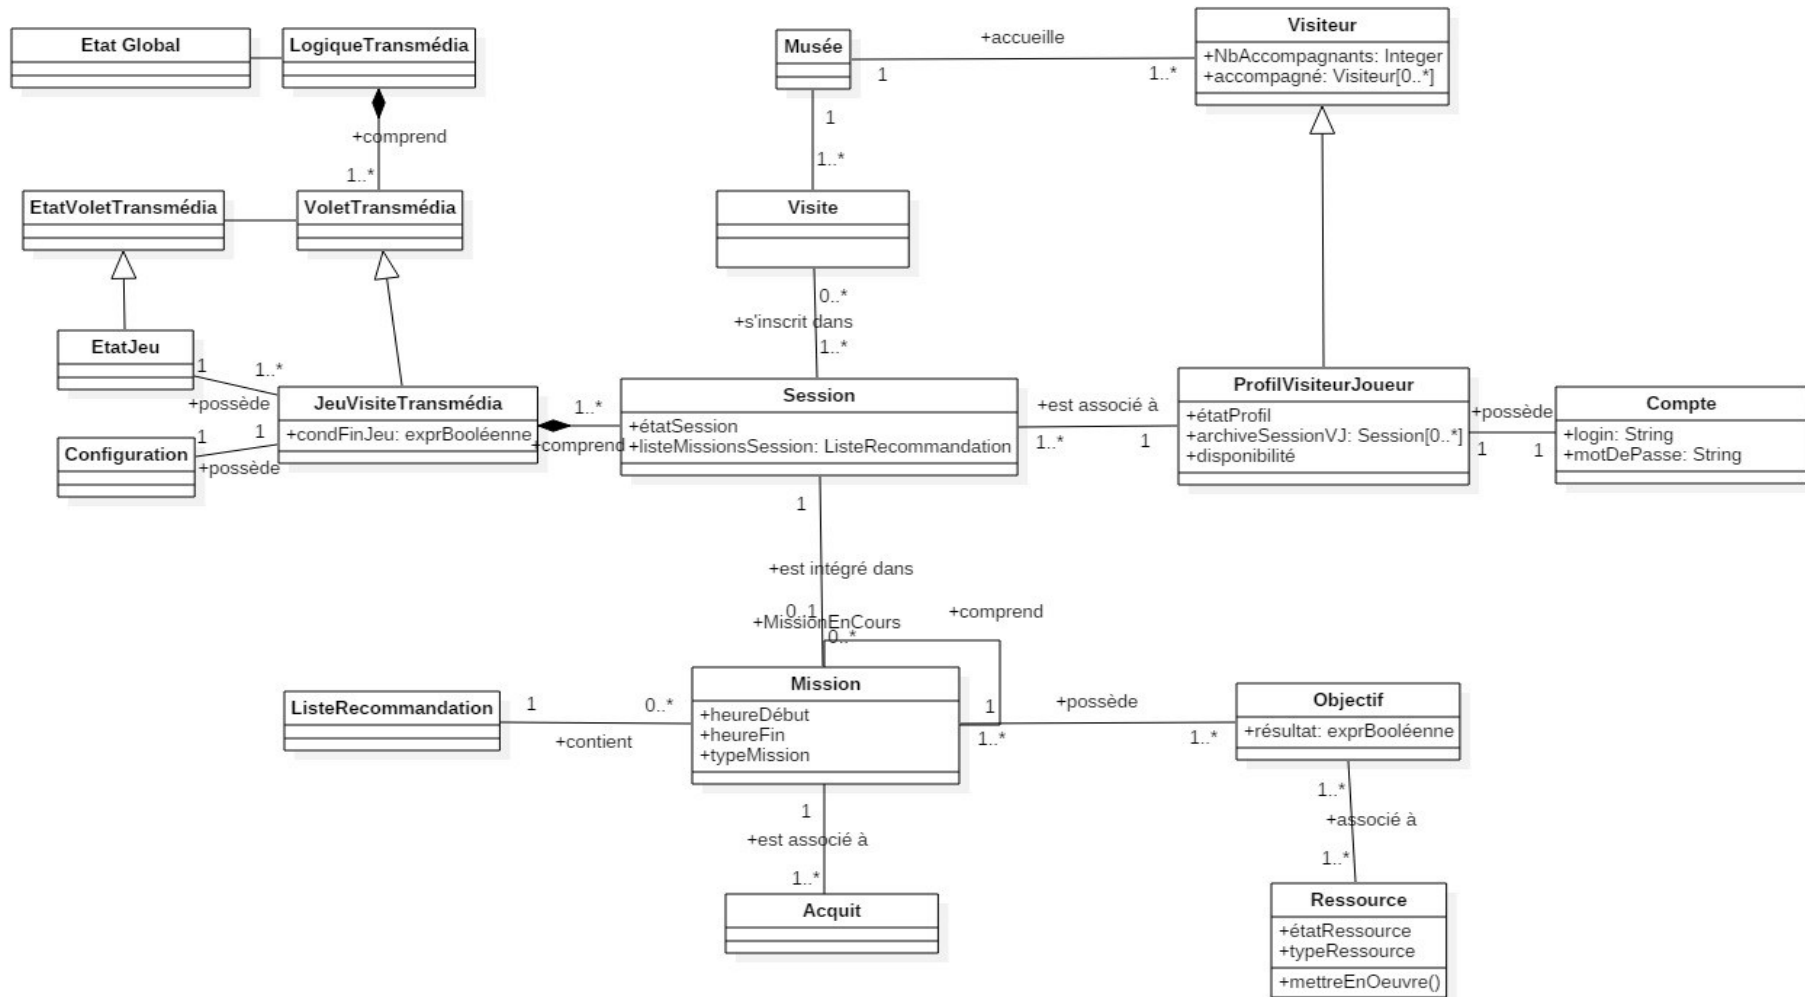 Etat Global
LogiqueTransmédia
+comprend
1..*
EtatVoletTransmédia
VoletTransmédia
Musée
+accueille
1
1..*
Visiteur
+NbAccompagnants: Integer
+accompagné: Visiteur[0..*]
1
1..*
Visite
0..*
+s'inscrit dans
1..*
EtatJeu
1
1..*
+possède
JeuVisiteTransmédia
+condFinJeu: exprBooléenne
Configuration
1
1
+possède
1..*
+comprend
Session
+étatSession
+listeMissionsSession: ListeRecommandation
+est associé à
1..*
1
ProfilVisiteurJoueur
+étatProfil
+archiveSessionVJ: Session[0..*]
+disponibilité
+possède
1
1
Compte
+login: String
+motDePasse: String
1
+est intégré dans
0..1
+MissionEnCours
0..*
+comprend
1
ListeRecommandation
1
0..*
+contient
Mission
+heureDébut
+heureFin
+typeMission
+possède
1..*
1..*
Objectif
+résultat: exprBooléenne
1
+est associé à
1..*
Acquit
1..*
+associé à
1..*
Ressource
+étatRessource
+typeRessource
+mettreEnOeuvre()